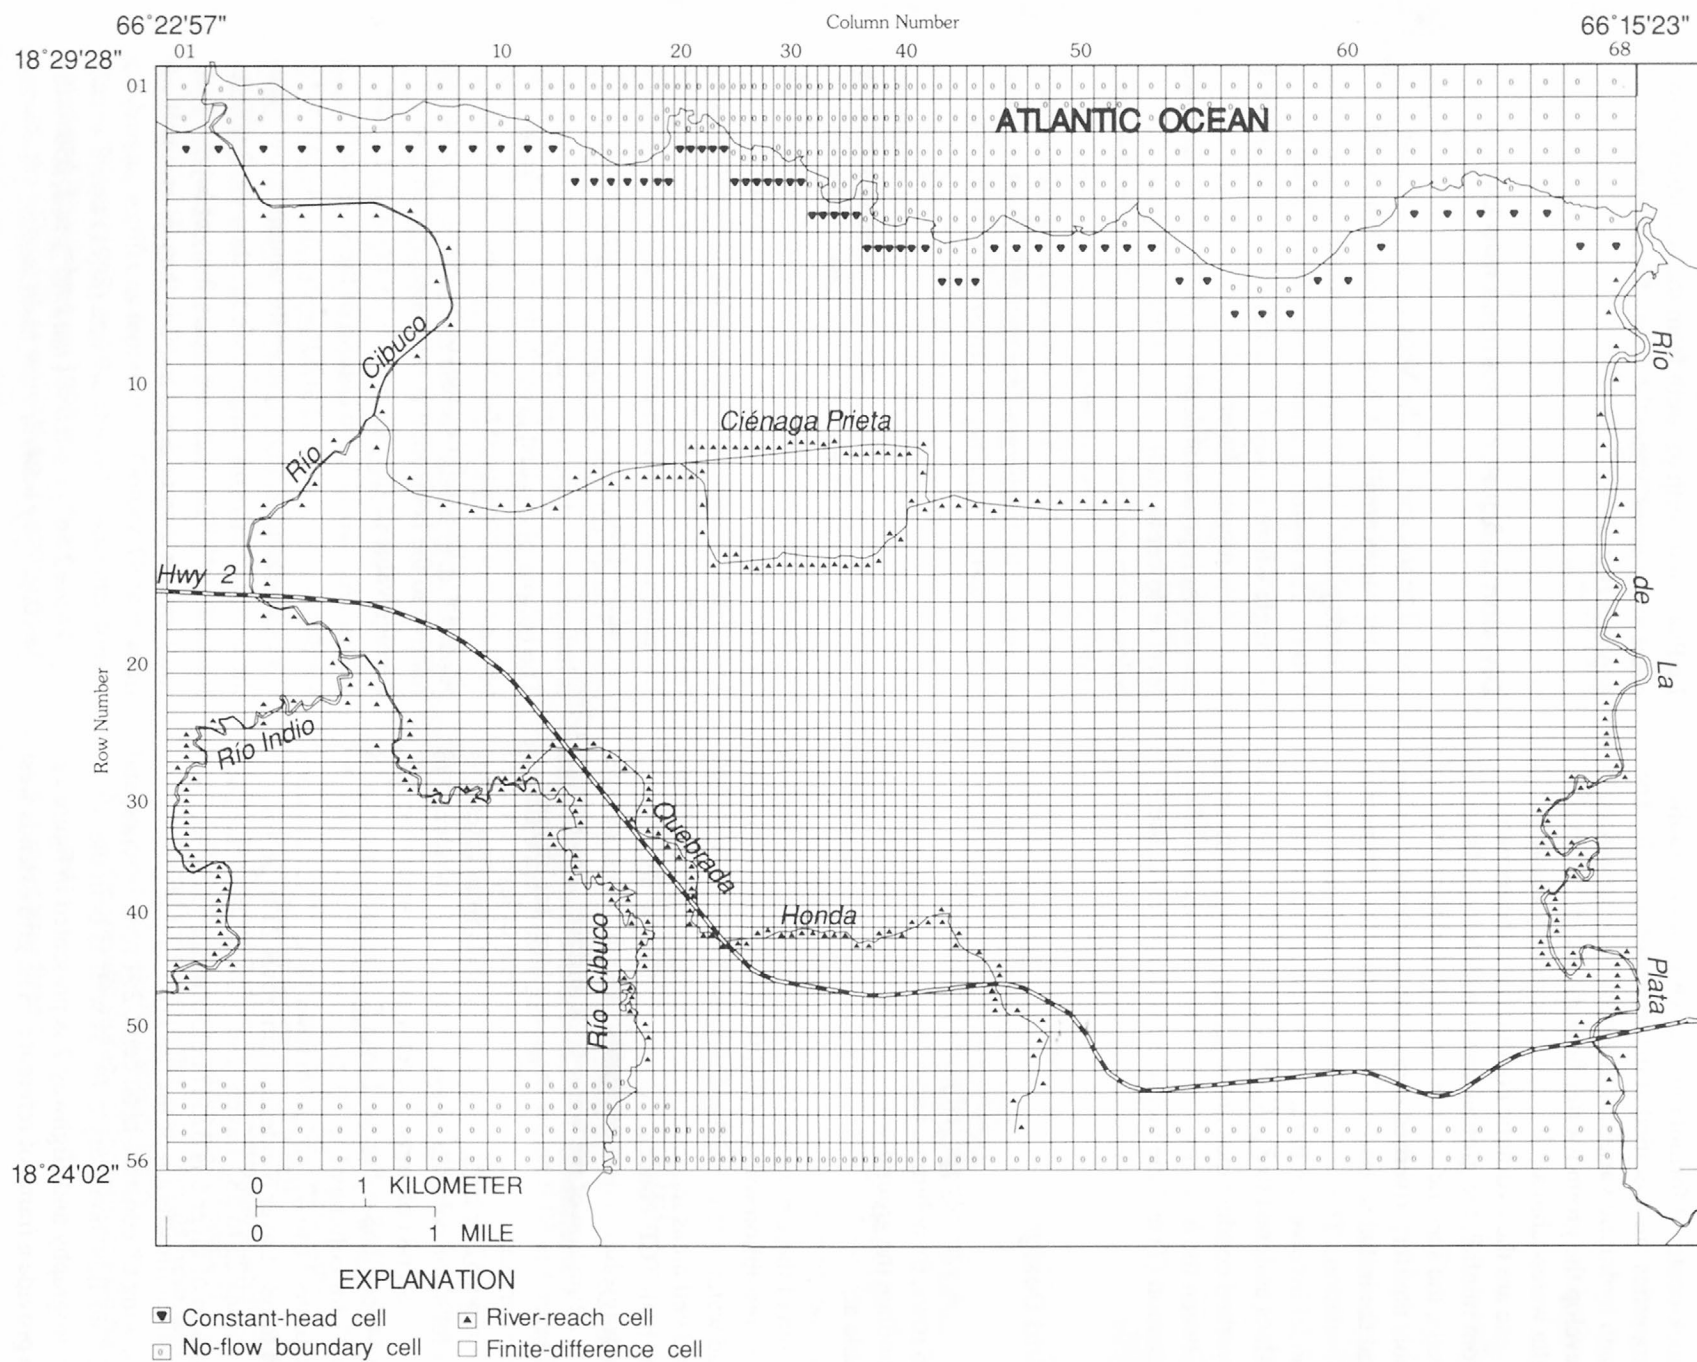 Column Number
66°22'57"
66°15'23"
18°29'28"
01 10 20 30 40 50 60 68
01
ATLANTIC OCEAN
Río
Cibuco
10
Ciénaga Prieta
Río
Hwy 2
de
20
La
Row Number
Río Indio
30
Quebrada
40
Honda
Río Cibuco
Plata
50
56
18°24'02"
0 1 KILOMETER
0 1 MILE
EXPLANATION
Constant-head cell
River-reach cell
No-flow boundary cell
Finite-difference cell